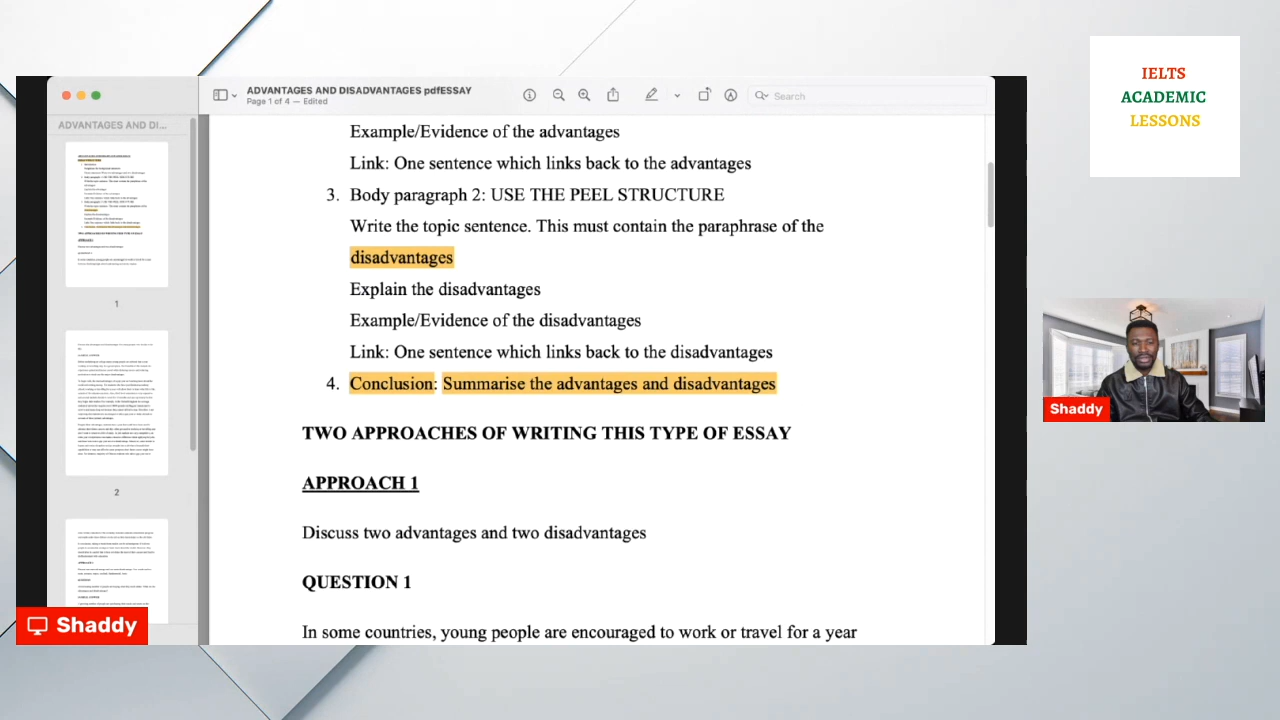 IELTS
ACADEMIC
LESSONS
ADVANTAGES AND DISADVANTAGES pdfESSAY
Page 1 of 4 — Edited
Search
ADVANTAGES AND DI...
1
2
Example/Evidence of the advantages
Link: One sentence which links back to the advantages
3. Body paragraph 2: USE THE PEEL STRUCTURE
Write the topic sentence. This must contain the paraphrase of the
disadvantages
Explain the disadvantages
Example/Evidence of the disadvantages
Link: One sentence which links back to the disadvantages
4. Conclusion: Summarise the advantages and disadvantages
TWO APPROACHES OF WRITING THIS TYPE OF ESSAY
APPROACH 1
Discuss two advantages and two disadvantages
QUESTION 1
In some countries, young people are encouraged to work or travel for a year
Shaddy
Shaddy